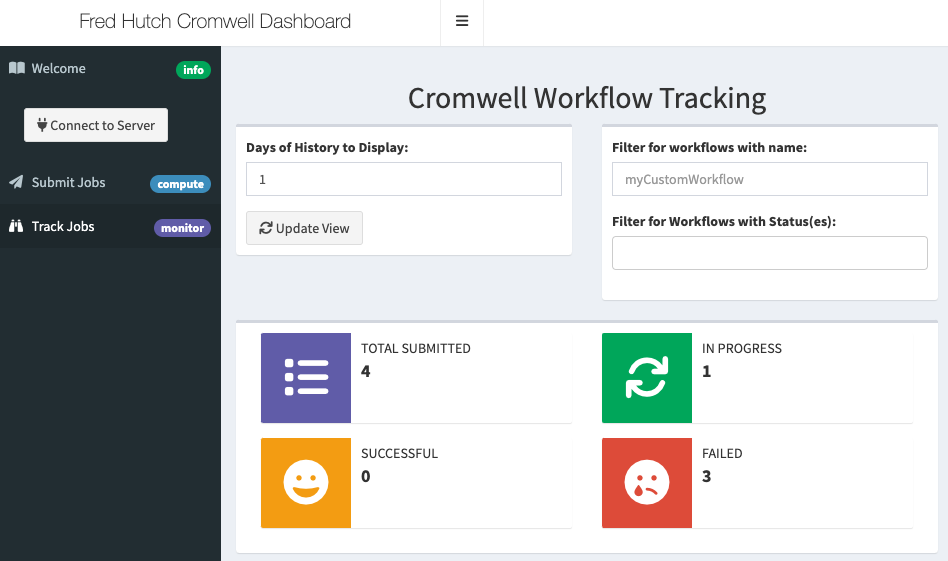 Fred Hutch Cromwell Dashboard
Welcome
info
Connect to Server
Submit Jobs
compute
Track Jobs
monitor
Cromwell Workflow Tracking
Days of History to Display:
1
Update View
Filter for workflows with name:
myCustomWorkflow
Filter for Workflows with Status(es):
TOTAL SUBMITTED
4
IN PROGRESS
1
SUCCESSFUL
0
FAILED
3